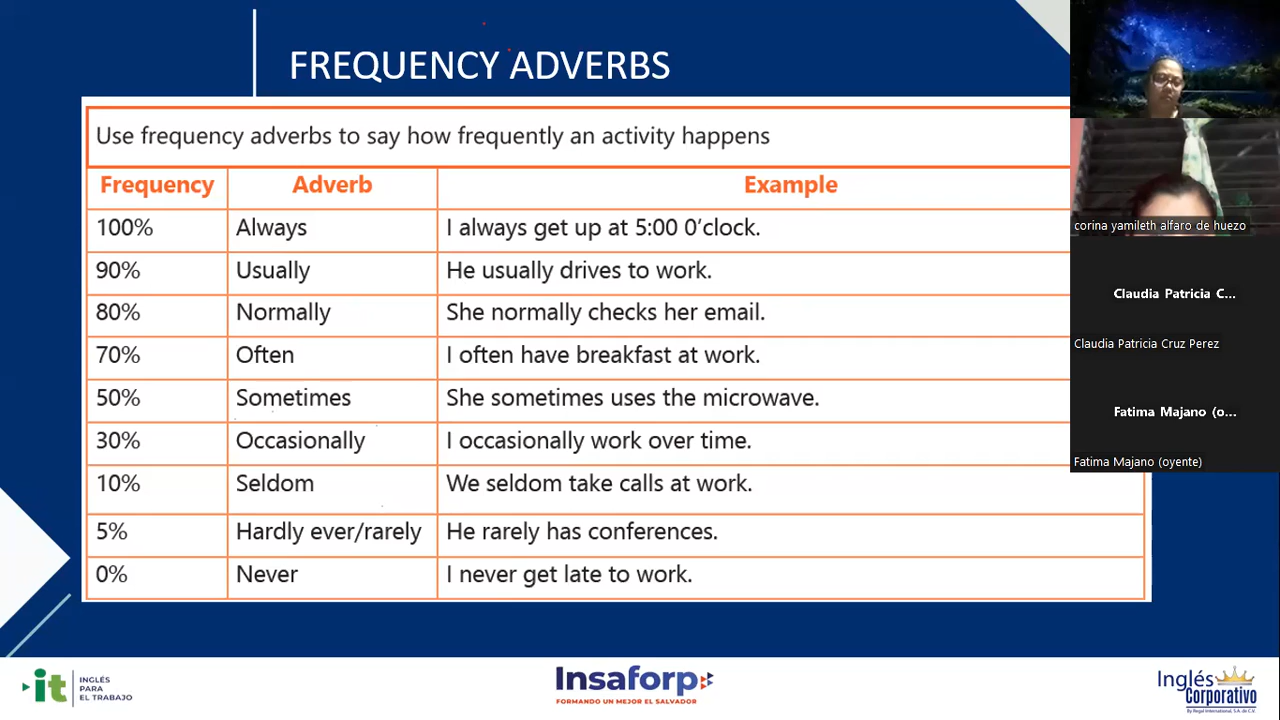 FREQUENCY ADVERBS
Use frequency adverbs to say how frequently an activity happens
Frequency Adverb Example
100% Always I always get up at 5:00 0’clock.
90% Usually He usually drives to work.
80% Normally She normally checks her email.
70% Often I often have breakfast at work.
50% Sometimes She sometimes uses the microwave.
30% Occasionally I occasionally work over time.
10% Seldom We seldom take calls at work.
5% Hardly ever/rarely He rarely has conferences.
0% Never I never get late to work.
corina yamileth alfaro de huezo
Claudia Patricia C...
Claudia Patricia Cruz Perez
Fatima Majano (o...
Fatima Majano (oyente)
it
INGLÉS
PARA
EL TRABAJO
Insaforp
FORMANDO UN MEJOR EL SALVADOR
Inglés
Corporativo
By Regal International, S.A. de C.V.